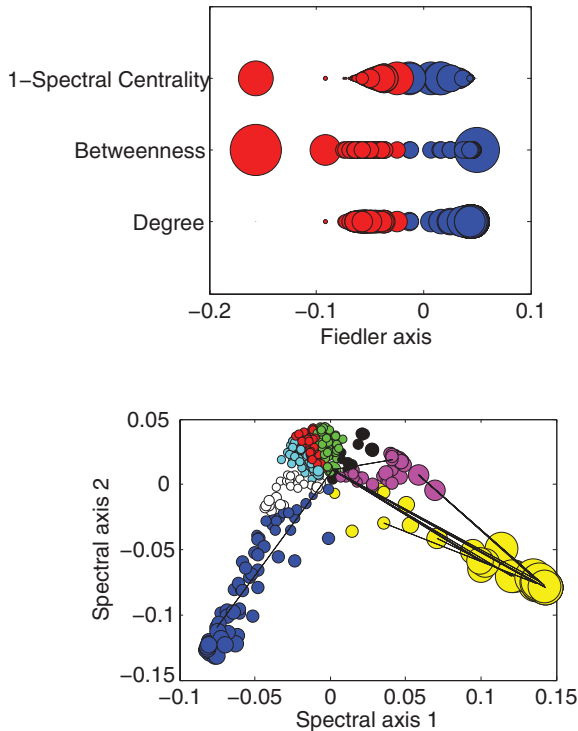 1−Spectral Centrality
Betweenness
Degree
−0.2 −0.1 0 0.1
Fiedler axis
0.05
0
−0.05
−0.1
−0.15
Spectral axis 2
−0.1 −0.05 0 0.05 0.1 0.15
Spectral axis 1